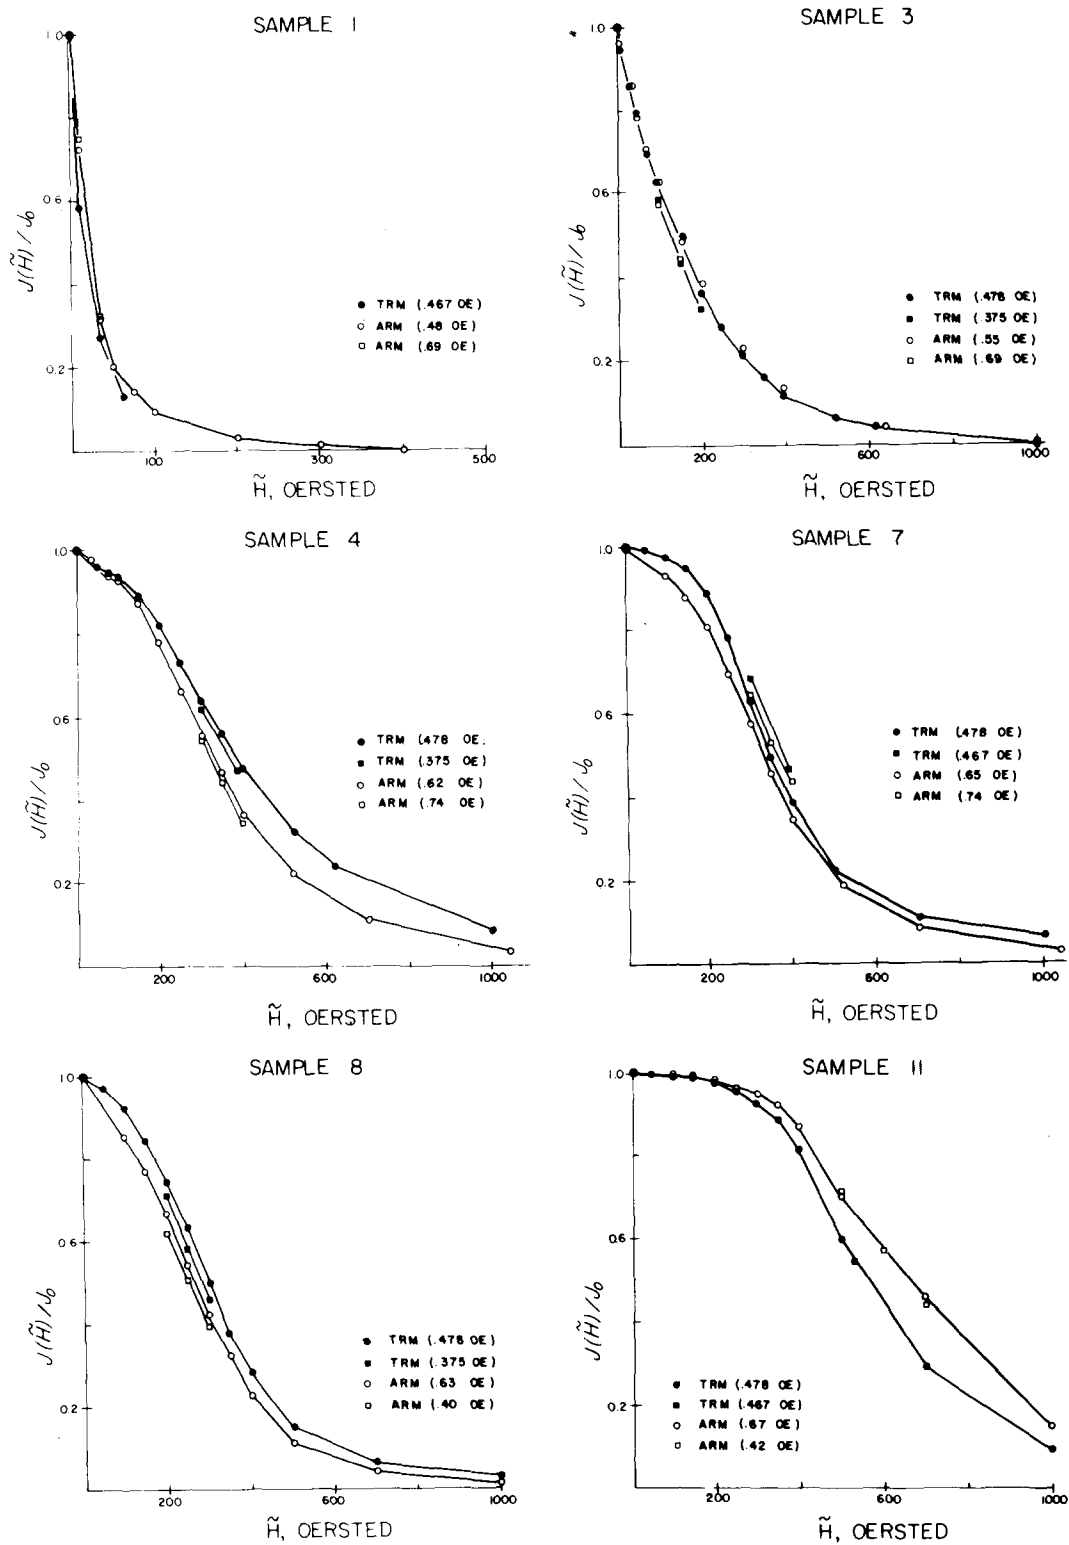 SAMPLE 1
1.0
0.6
0.2
J(H̃)/J₀
TRM (.467 OE)
ARM (.48 OE)
ARM (.69 OE)
100
300
500
H̃, OERSTED
SAMPLE 3
1.0
0.6
0.2
J(H̃)/J₀
TRM (.478 OE)
TRM (.375 OE)
ARM (.55 OE)
ARM (.69 OE)
200
600
1000
H̃, OERSTED
SAMPLE 4
1.0
0.6
0.2
J(H̃)/J₀
TRM (.478 OE.
TRM (.375 OE)
ARM (.62 OE)
ARM (.74 OE)
200
600
1000
H̃, OERSTED
SAMPLE 7
1.0
0.6
0.2
J(H̃)/J₀
TRM (.478 OE)
TRM (.467 OE)
ARM (.65 OE)
ARM (.74 OE)
200
600
1000
H̃, OERSTED
SAMPLE 8
1.0
0.6
0.2
J(H̃)/J₀
TRM (.478 OE)
TRM (.375 OE)
ARM (.63 OE)
ARM (.40 OE)
200
600
1000
H̃, OERSTED
SAMPLE 11
1.0
0.6
0.2
J(H̃)/J₀
TRM (.478 OE)
TRM (.467 OE)
ARM (.67 OE)
ARM (.42 OE)
200
600
1000
H̃, OERSTED